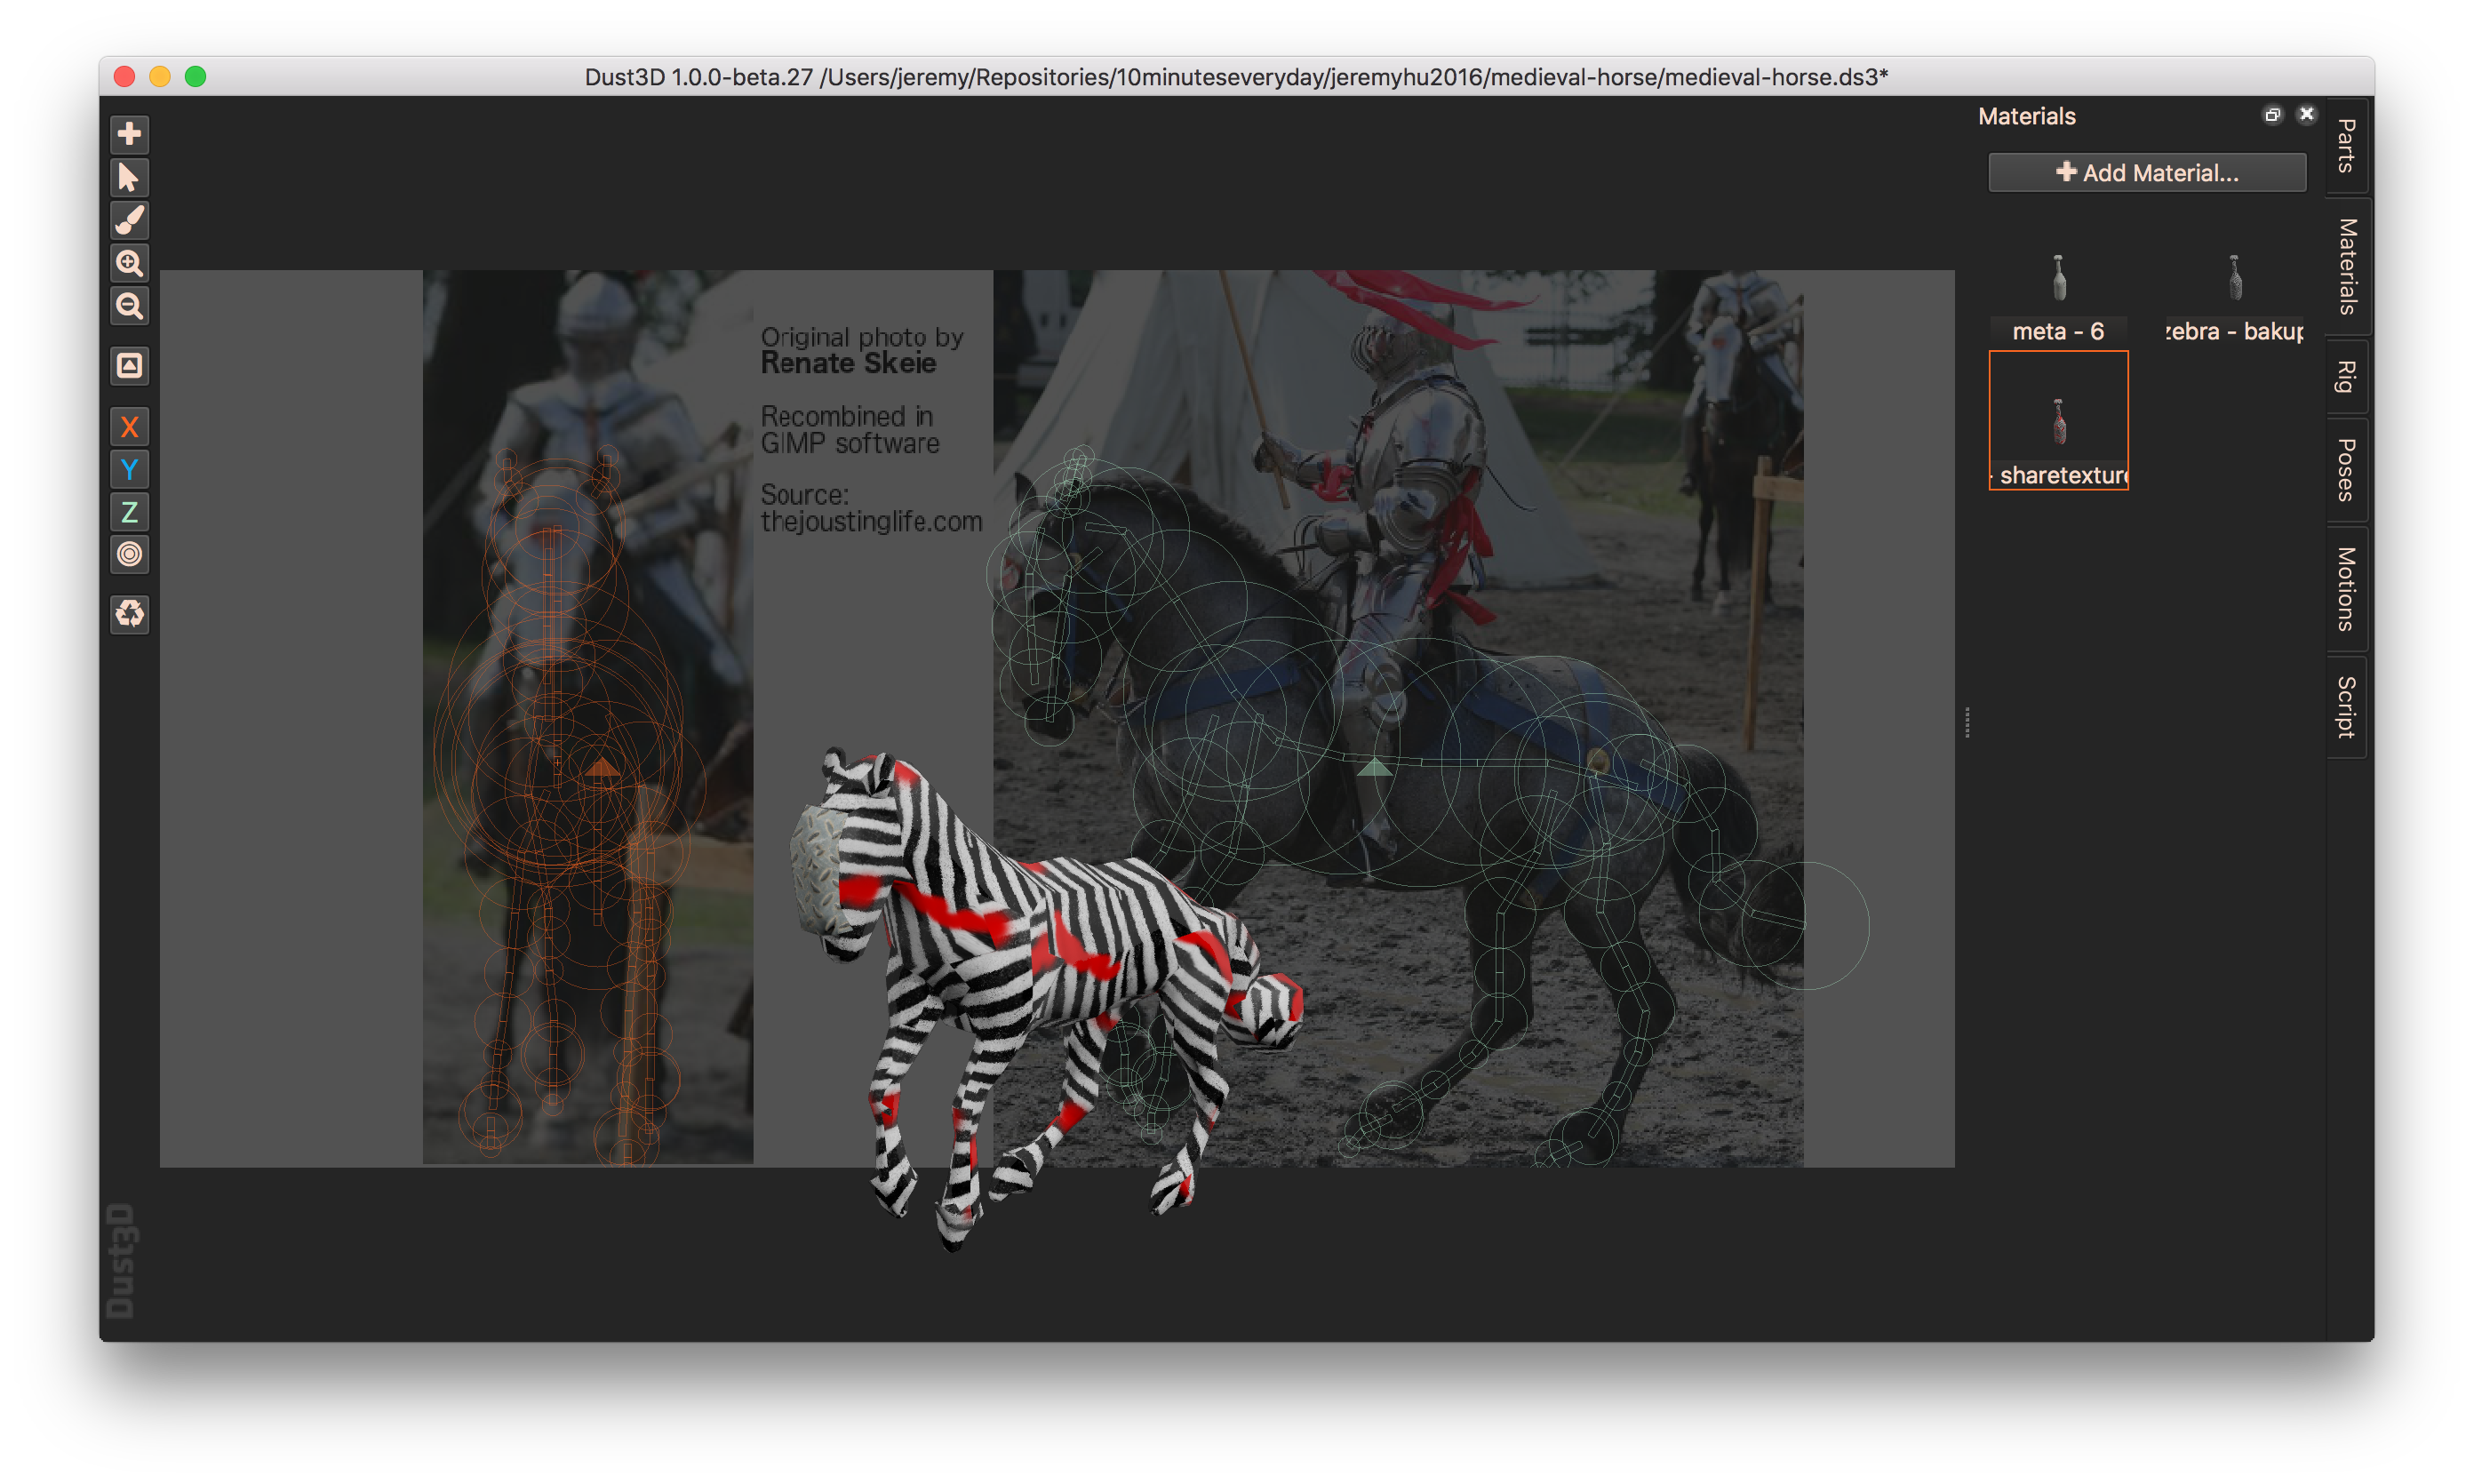 Dust3D 1.0.0-beta.27 /Users/jeremy/Repositories/10minuteseveryday/jeremyhu2016/medieval-horse/medieval-horse.ds3*
Materials
Add Material...
meta - 6
zebra - bakup
- sharetexture
Parts
Materials
Rig
Poses
Motions
Script
X
Y
Z
Original photo by
Renate Skeie
Recombined in
GIMP software
Source:
thejoustinglife.com
Dust3D